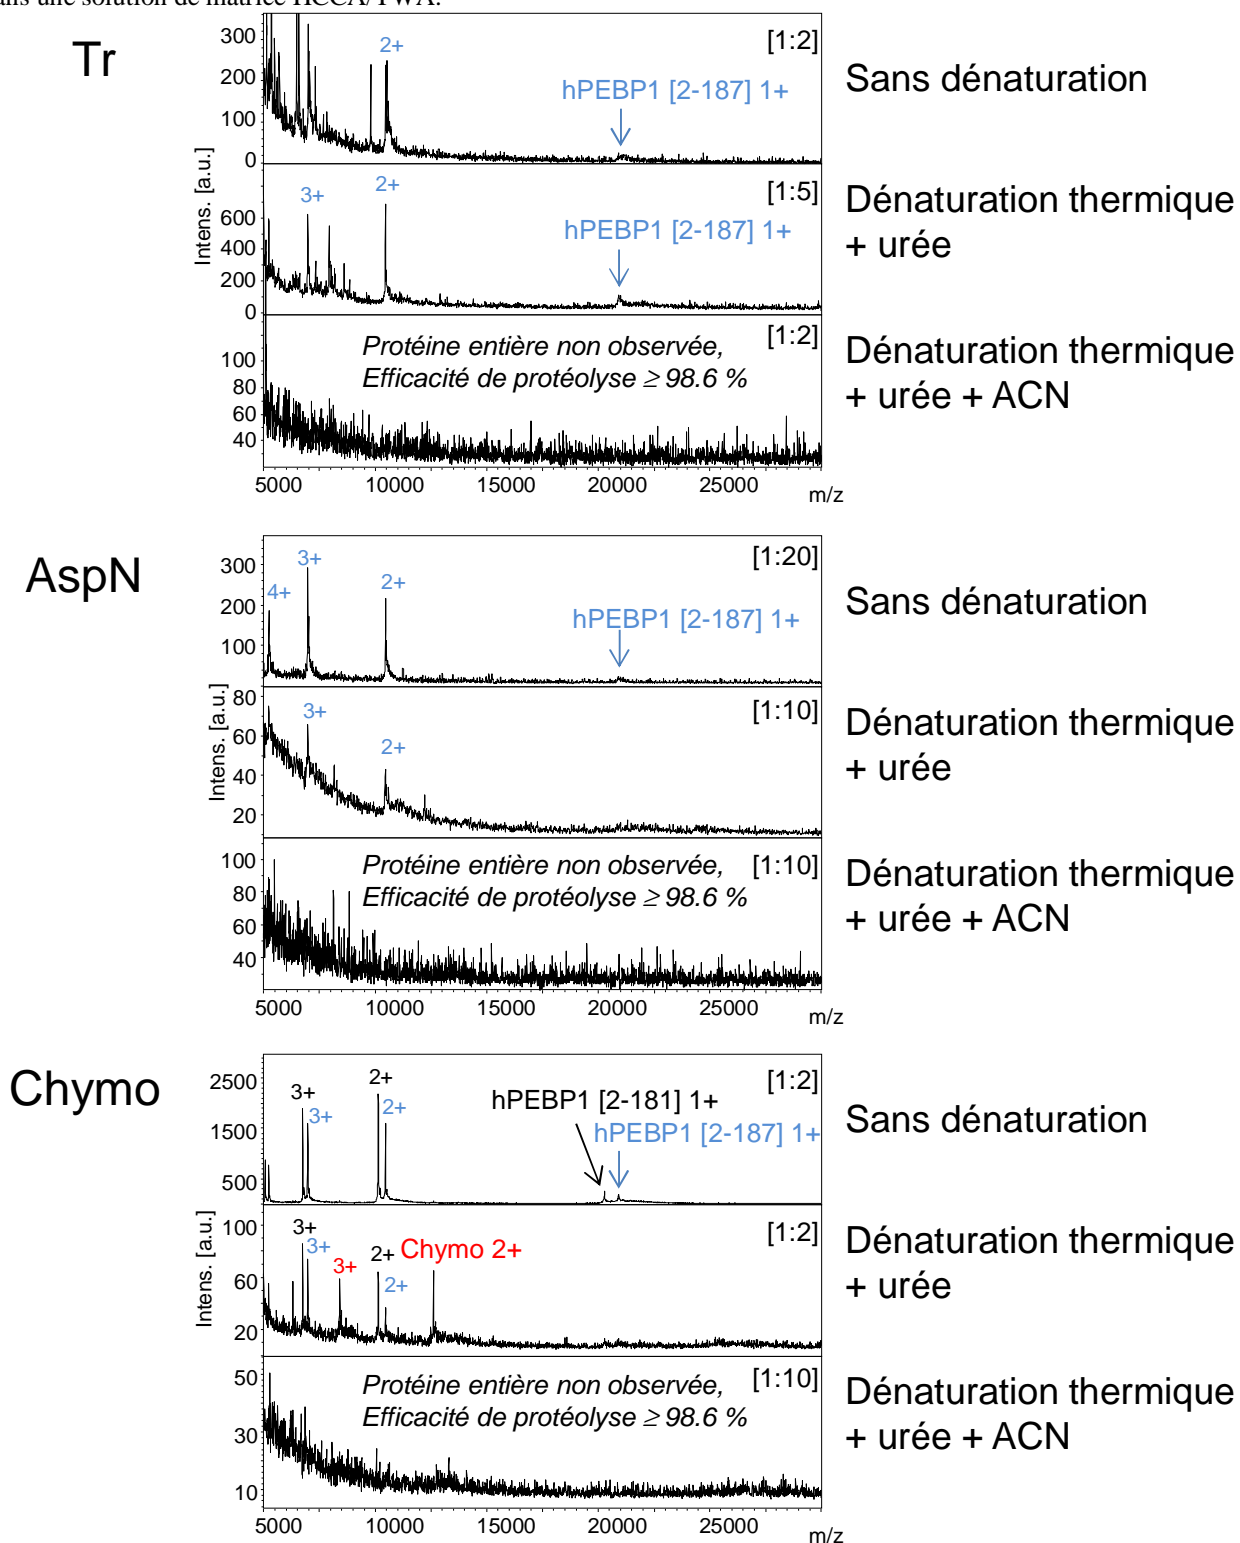 ans une solution de matrice HCCA/TWA.
Tr
300
200
100
0
2+
[1:2]
hPEBP1 [2-187] 1+
Sans dénaturation
Intens. [a.u.]
600
400
200
0
3+
2+
[1:5]
hPEBP1 [2-187] 1+
Dénaturation thermique
+ urée
100
80
60
40
Protéine entière non observée,
Efficacité de protéolyse ≥ 98.6 %
[1:2]
Dénaturation thermique
+ urée + ACN
5000 10000 15000 20000 25000 m/z
AspN
300
200
100
4+
3+
2+
[1:20]
hPEBP1 [2-187] 1+
Sans dénaturation
Intens. [a.u.]
80
60
40
20
3+
2+
[1:10]
Dénaturation thermique
+ urée
100
80
60
40
Protéine entière non observée,
Efficacité de protéolyse ≥ 98.6 %
[1:10]
Dénaturation thermique
+ urée + ACN
5000 10000 15000 20000 25000 m/z
Chymo
2500
1500
500
3+
3+
2+
2+
[1:2]
hPEBP1 [2-181] 1+
hPEBP1 [2-187] 1+
Sans dénaturation
Intens. [a.u.]
100
60
20
3+
3+
3+
2+
2+
Chymo 2+
[1:2]
Dénaturation thermique
+ urée
50
30
10
Protéine entière non observée,
Efficacité de protéolyse ≥ 98.6 %
[1:10]
Dénaturation thermique
+ urée + ACN
5000 10000 15000 20000 25000 m/z